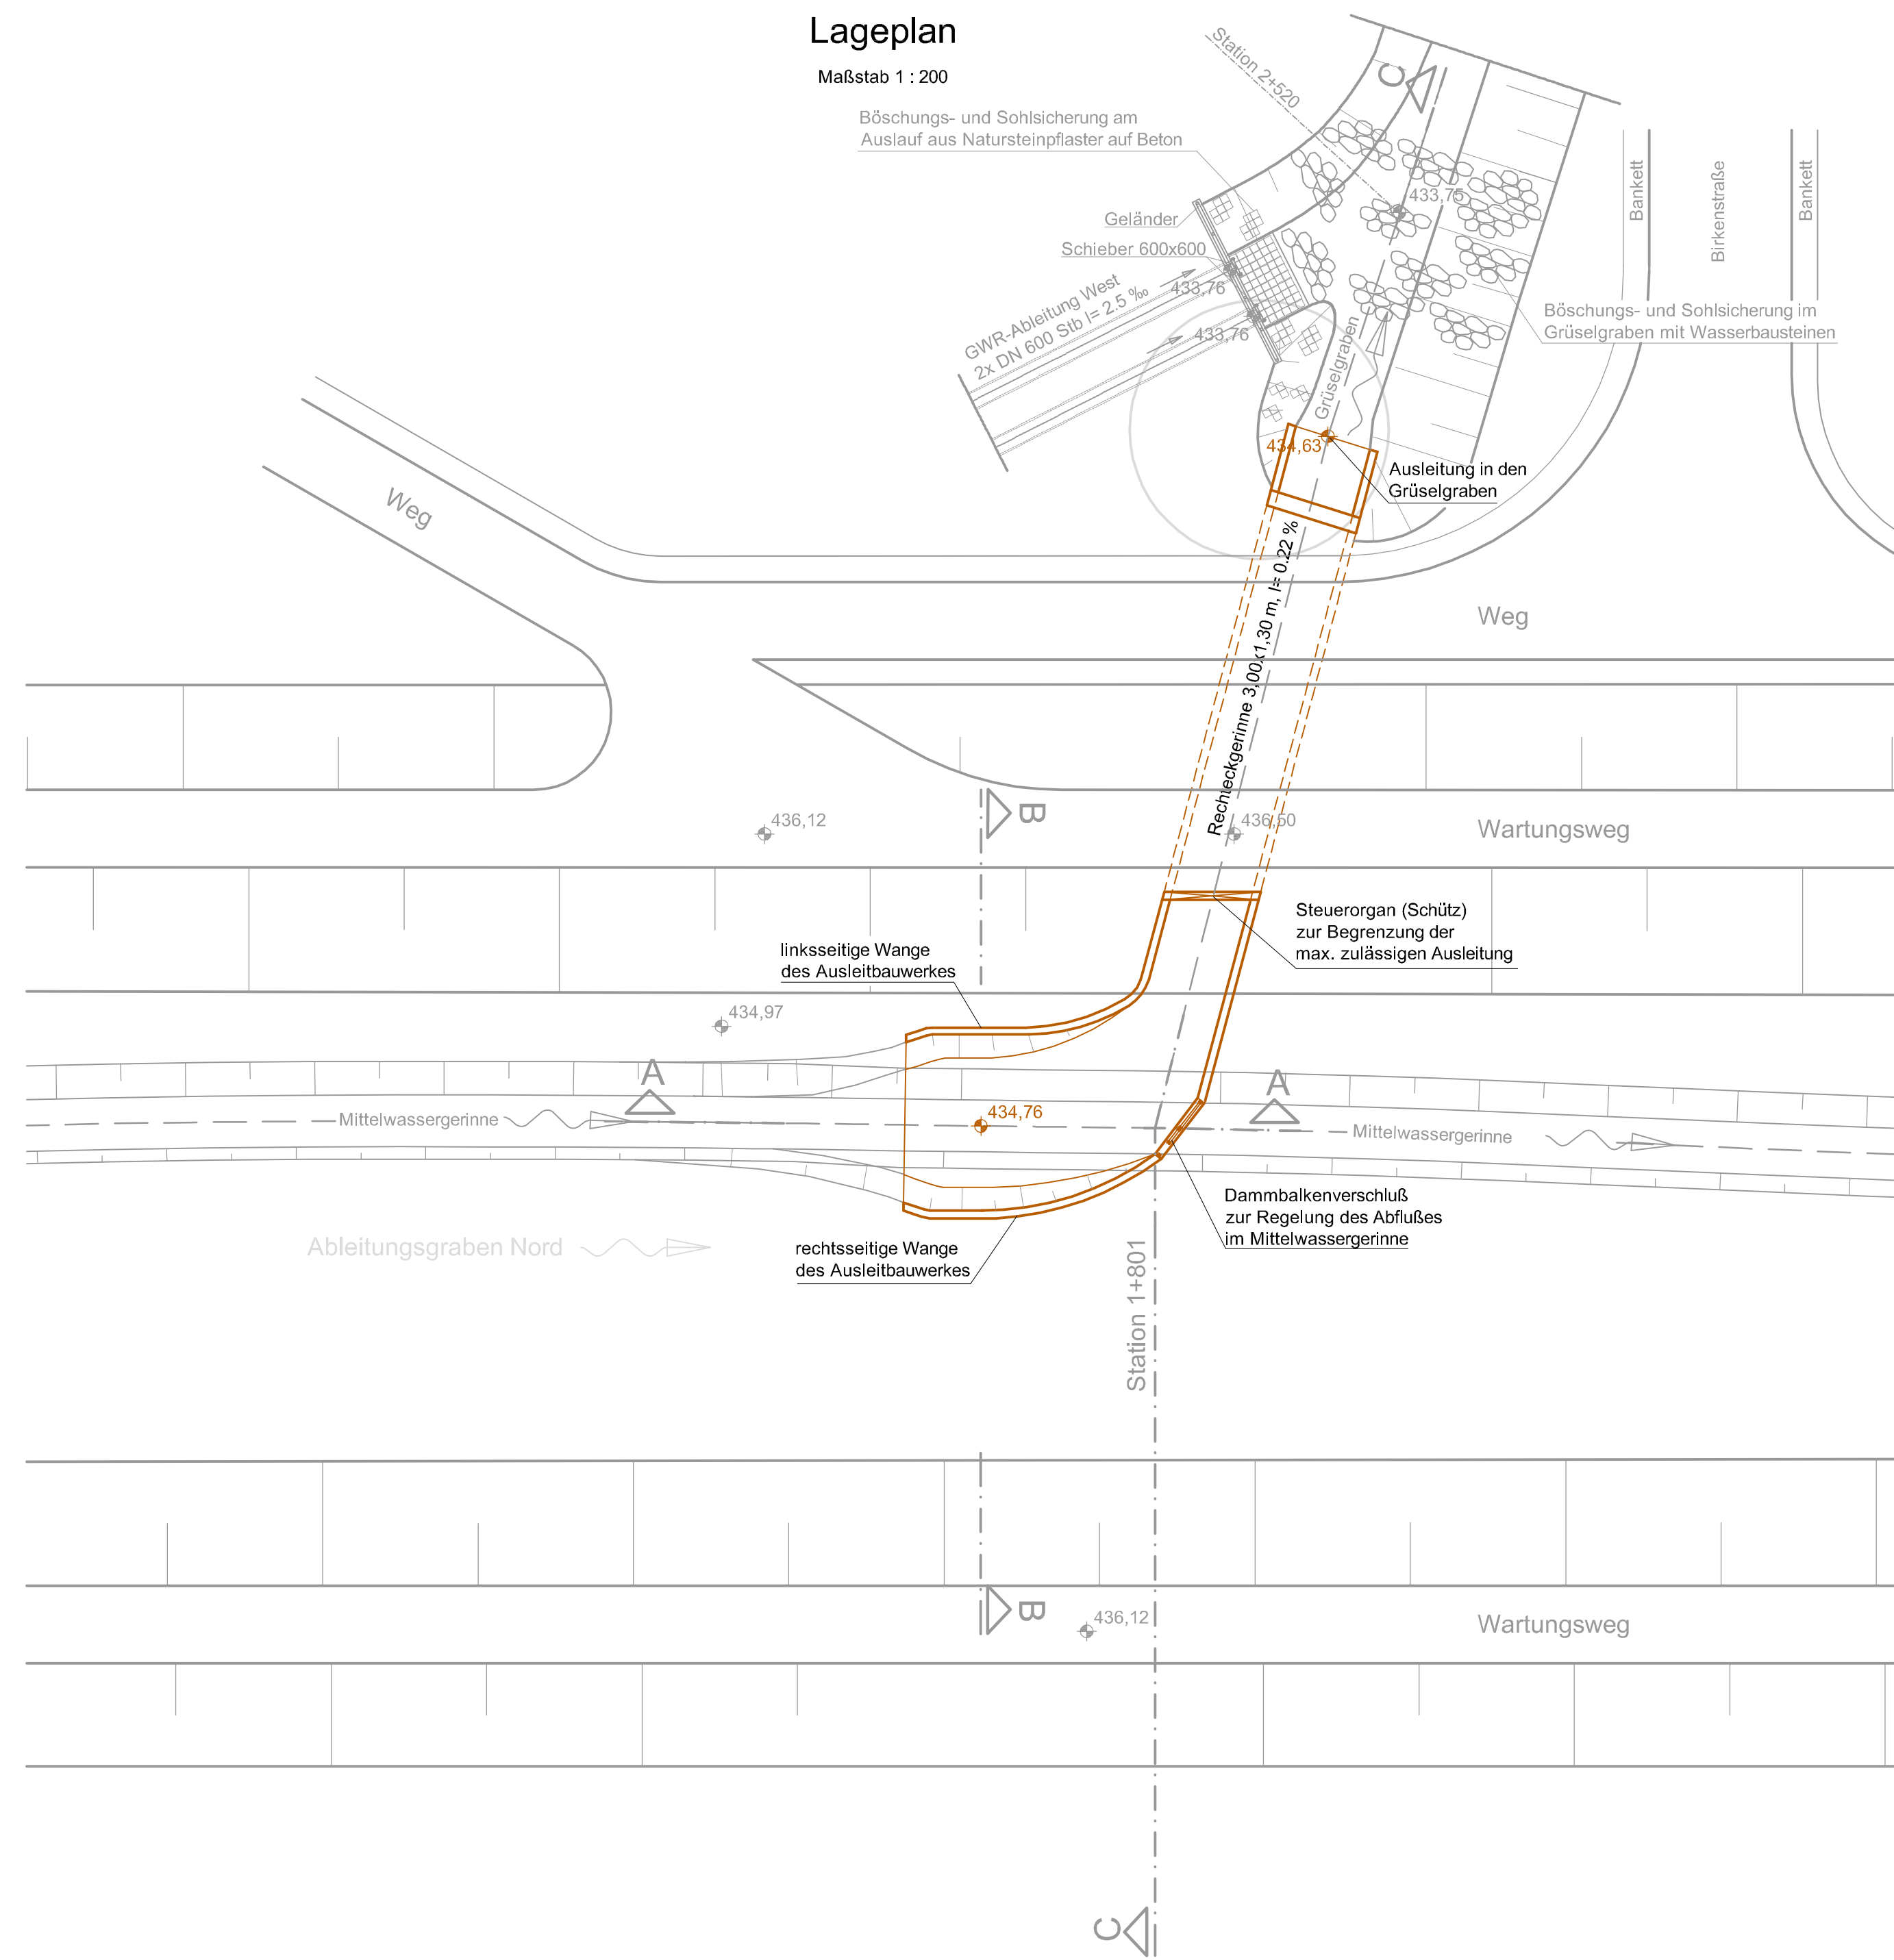 Lageplan
Maßstab 1 : 200
C
Station 2+520
Böschungs- und Sohlsicherung am
Auslauf aus Natursteinpflaster auf Beton
433,75
Bankett
Birkenstraße
Bankett
Geländer
Schieber 600x600
433,76
GWR-Ableitung West
2x DN 600 Stb I= 2.5 ‰
433,76
Grüselgraben
Böschungs- und Sohlsicherung im
Grüselgraben mit Wasserbausteinen
434,63
Ausleitung in den
Grüselgraben
Weg
Rechteckgerinne 3,00x1,30 m, I= 0.22 %
Weg
436,12
B
436,50
Wartungsweg
Steuerorgan (Schütz)
zur Begrenzung der
max. zulässigen Ausleitung
linksseitige Wange
des Ausleitbauwerkes
434,97
A
A
Mittelwassergerinne
434,76
Mittelwassergerinne
Dammbalkenverschluß
zur Regelung des Abflußes
im Mittelwassergerinne
Ableitungsgraben Nord
rechtsseitige Wange
des Ausleitbauwerkes
Station 1+801
B
436,12
Wartungsweg
C